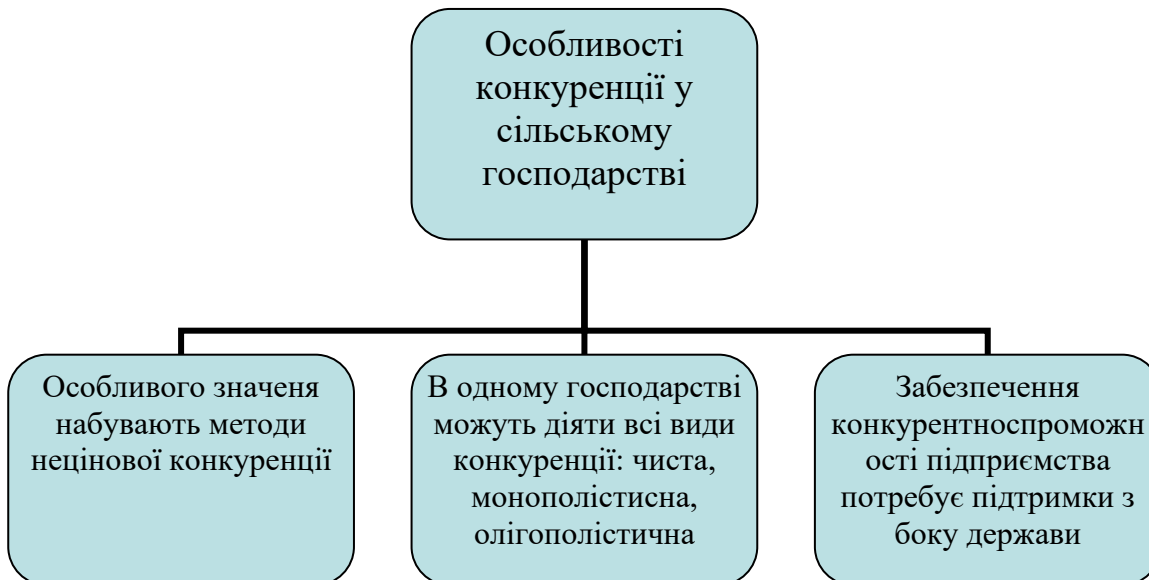 Особливості
конкуренції у
сільському
господарстві
Особливого значеня
набувають методи
нецінової конкуренції
В одному господарстві
можуть діяти всі види
конкуренції: чиста,
монополістисна,
олігополістична
Забезпечення
конкурентноспроможн
ості підприємства
потребує підтримки з
боку держави